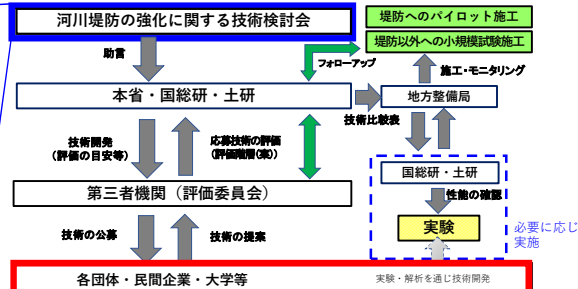 河川堤防の強化に関する技術検討会
堤防へのパイロット施工
堤防以外への小規模試験施工
助言
フォローアップ
施工・モニタリング
本省・国総研・土研
地方整備局
技術比較表
技術開発
(評価の目安等)
応募技術の評価
(評価階層(案))
国総研・土研
性能の確認
第三者機関（評価委員会）
実験
必要に応じ
実施
技術の公募
技術の提案
各団体・民間企業・大学等
実験・解析を通じ技術開発